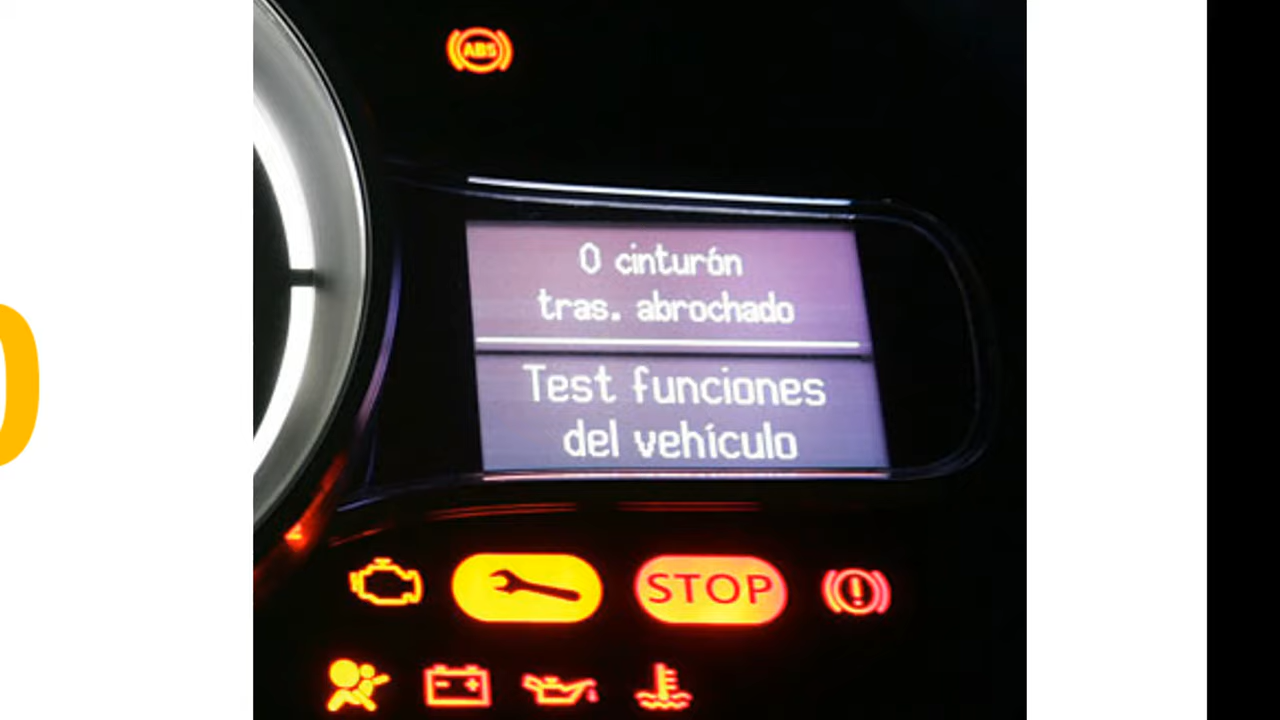 ABS
0 cinturón
tras. abrochado
Test funciones
del vehículo
STOP